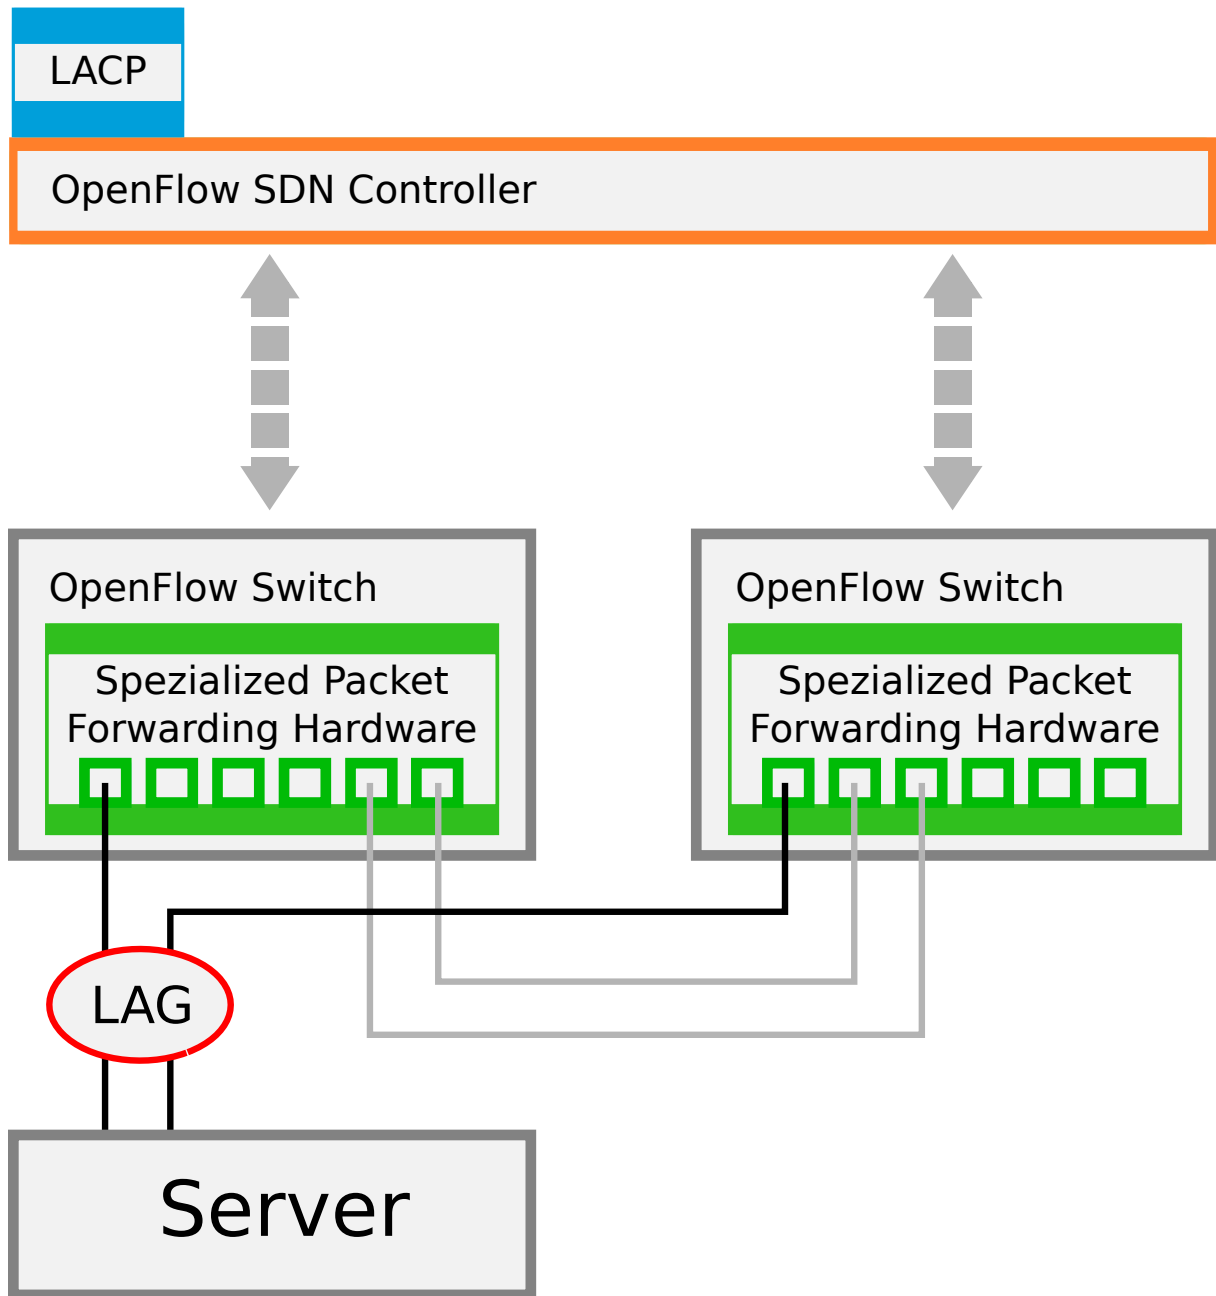 LACP
OpenFlow SDN Controller
OpenFlow Switch
Spezialized Packet
Forwarding Hardware
OpenFlow Switch
Spezialized Packet
Forwarding Hardware
LAG
Server